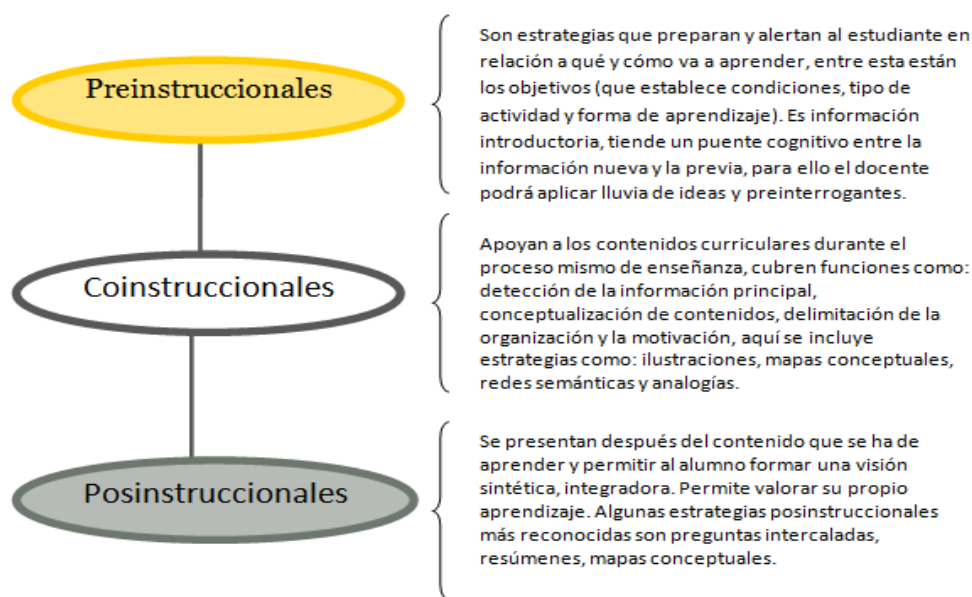 Preinstruccionales
Son estrategias que preparan y alertan al estudiante en
relación a qué y cómo va a aprender, entre esta están
los objetivos (que establece condiciones, tipo de
actividad y forma de aprendizaje). Es información
introductoria, tiende un puente cognitivo entre la
información nueva y la previa, para ello el docente
podrá aplicar lluvia de ideas y preinterrogantes.
Coinstruccionales
Apoyan a los contenidos curriculares durante el
proceso mismo de enseñanza, cubren funciones como:
detección de la información principal,
conceptualización de contenidos, delimitación de la
organización y la motivación, aquí se incluye
estrategias como: ilustraciones, mapas conceptuales,
redes semánticas y analogías.
Posinstruccionales
Se presentan después del contenido que se ha de
aprender y permitir al alumno formar una visión
sintética, integradora. Permite valorar su propio
aprendizaje. Algunas estrategias posinstruccionales
más reconocidas son preguntas intercaladas,
resúmenes, mapas conceptuales.